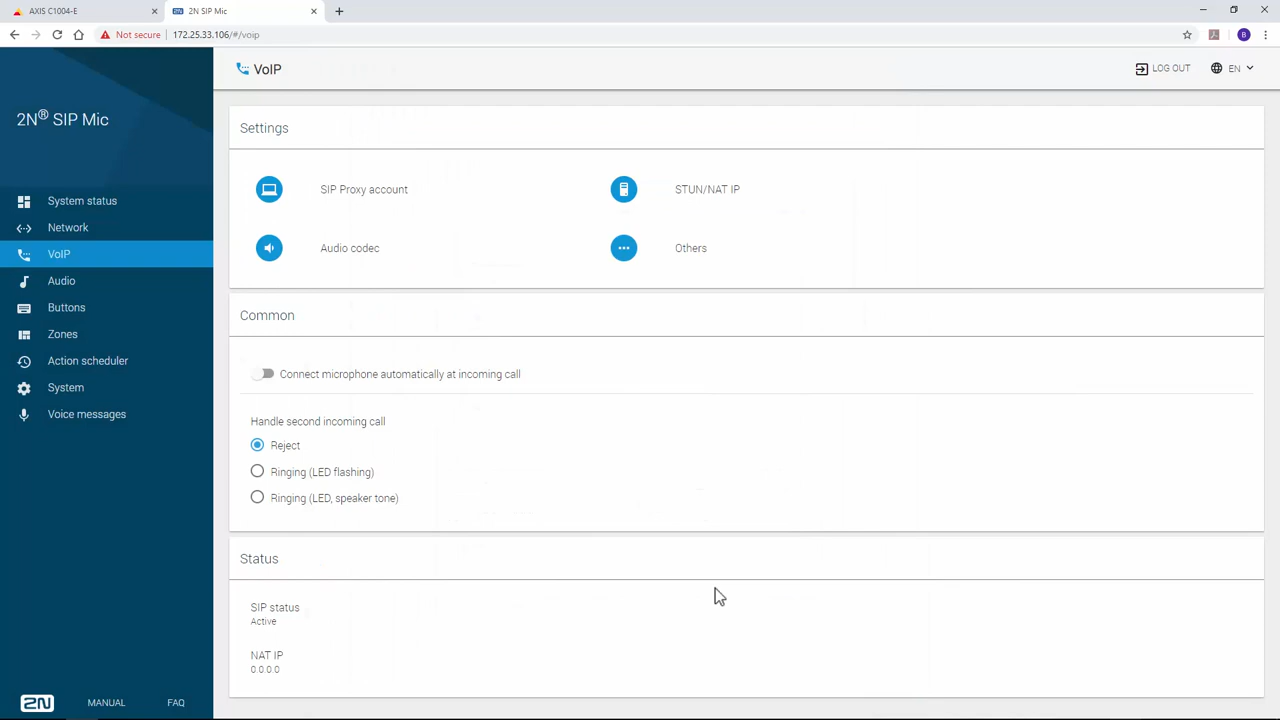 AXIS C1004-E
2N SIP Mic
Not secure
172.25.33.106/#/voip
B
2N® SIP Mic
System status
Network
VoIP
Audio
Buttons
Zones
Action scheduler
System
Voice messages
2N
MANUAL
FAQ
VoIP
LOG OUT
EN
Settings
SIP Proxy account
STUN/NAT IP
Audio codec
Others
Common
Connect microphone automatically at incoming call
Handle second incoming call
Reject
Ringing (LED flashing)
Ringing (LED, speaker tone)
Status
SIP status
Active
NAT IP
0.0.0.0